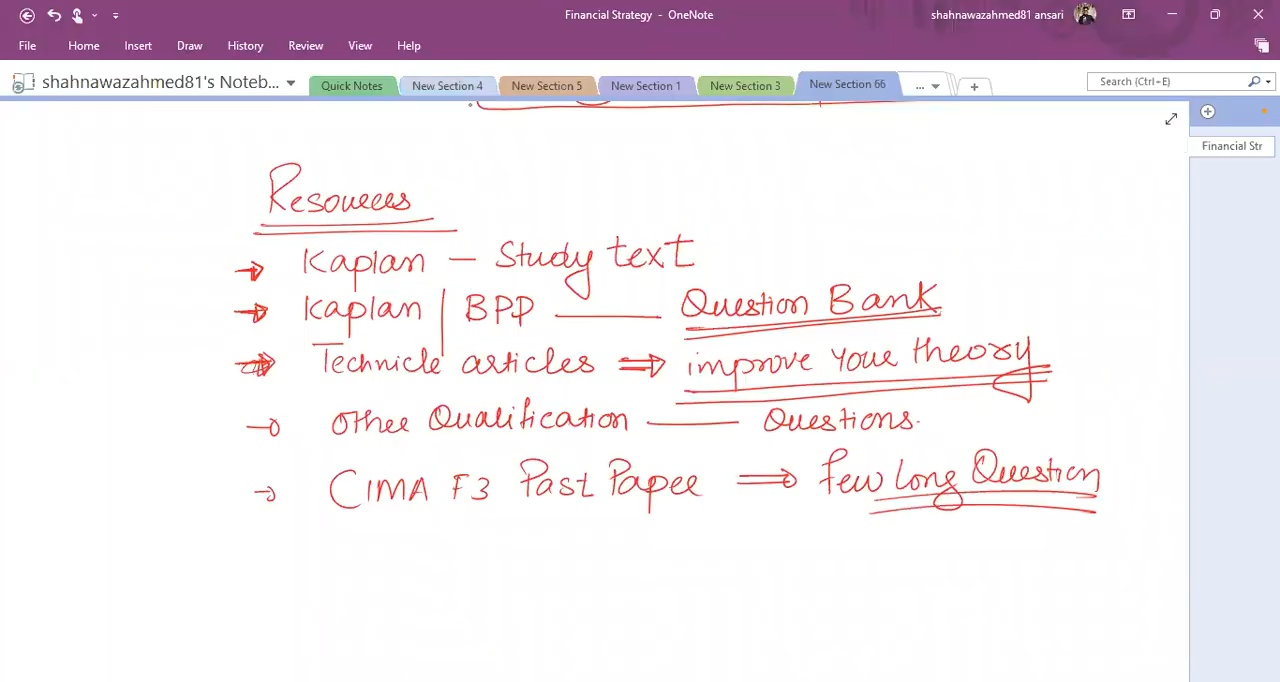 Financial Strategy - OneNote
shahnawazahmed81 ansari
File Home Insert Draw History Review View Help
shahnawazahmed81's Noteb...
Quick Notes New Section 4 New Section 5 New Section 1 New Section 3 New Section 66 ...
Search (Ctrl+E)
Financial Str
Resources
→ Kaplan — Study text
→ Kaplan | BPP — Question Bank
→ Technicle articles ⇒ improve your theory
→ Other Qualification — Questions.
→ CIMA F3 Past Paper ⇒ Few long Question